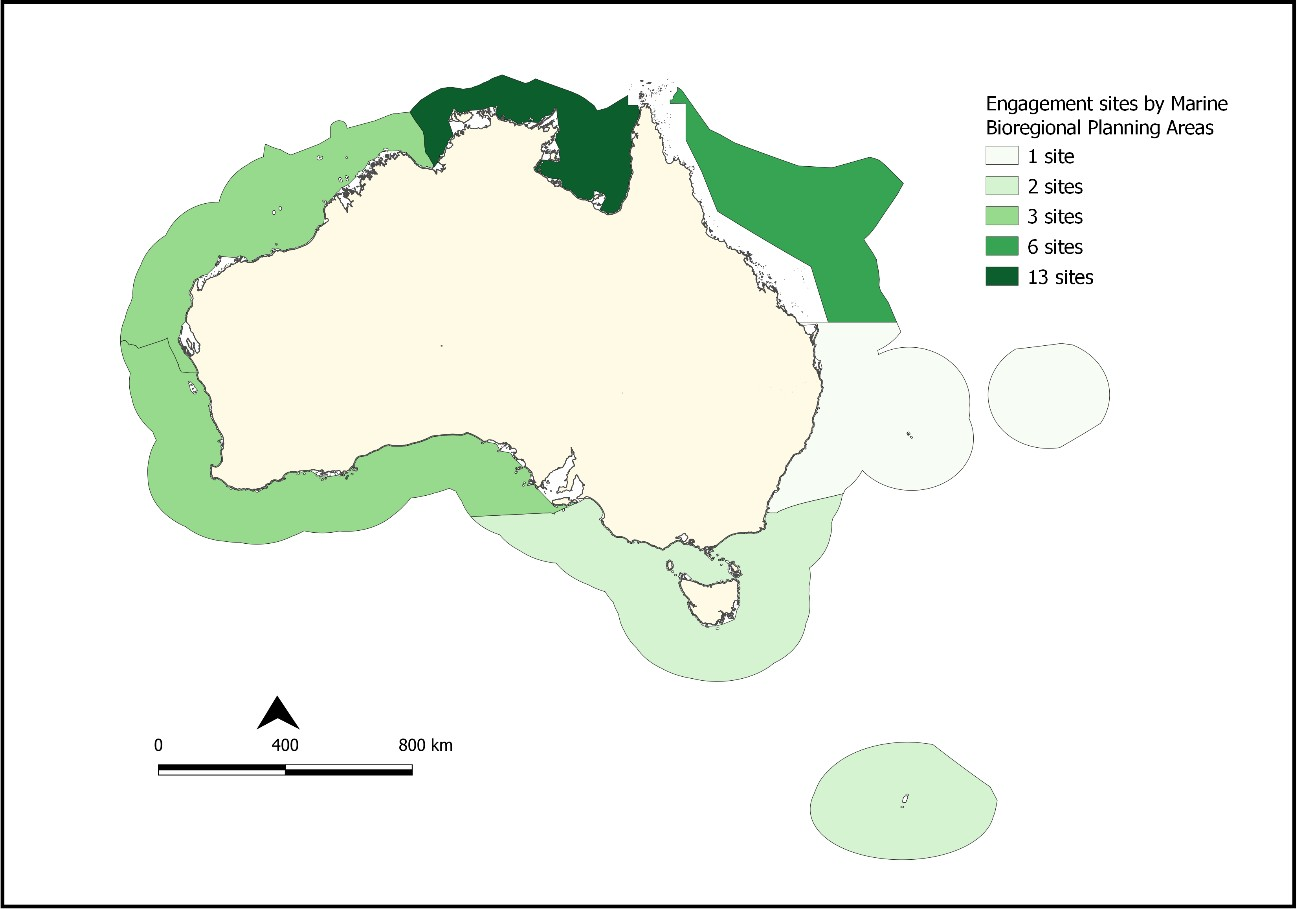 Engagement sites by Marine
Bioregional Planning Areas
1 site
2 sites
3 sites
6 sites
13 sites
0 400 800 km